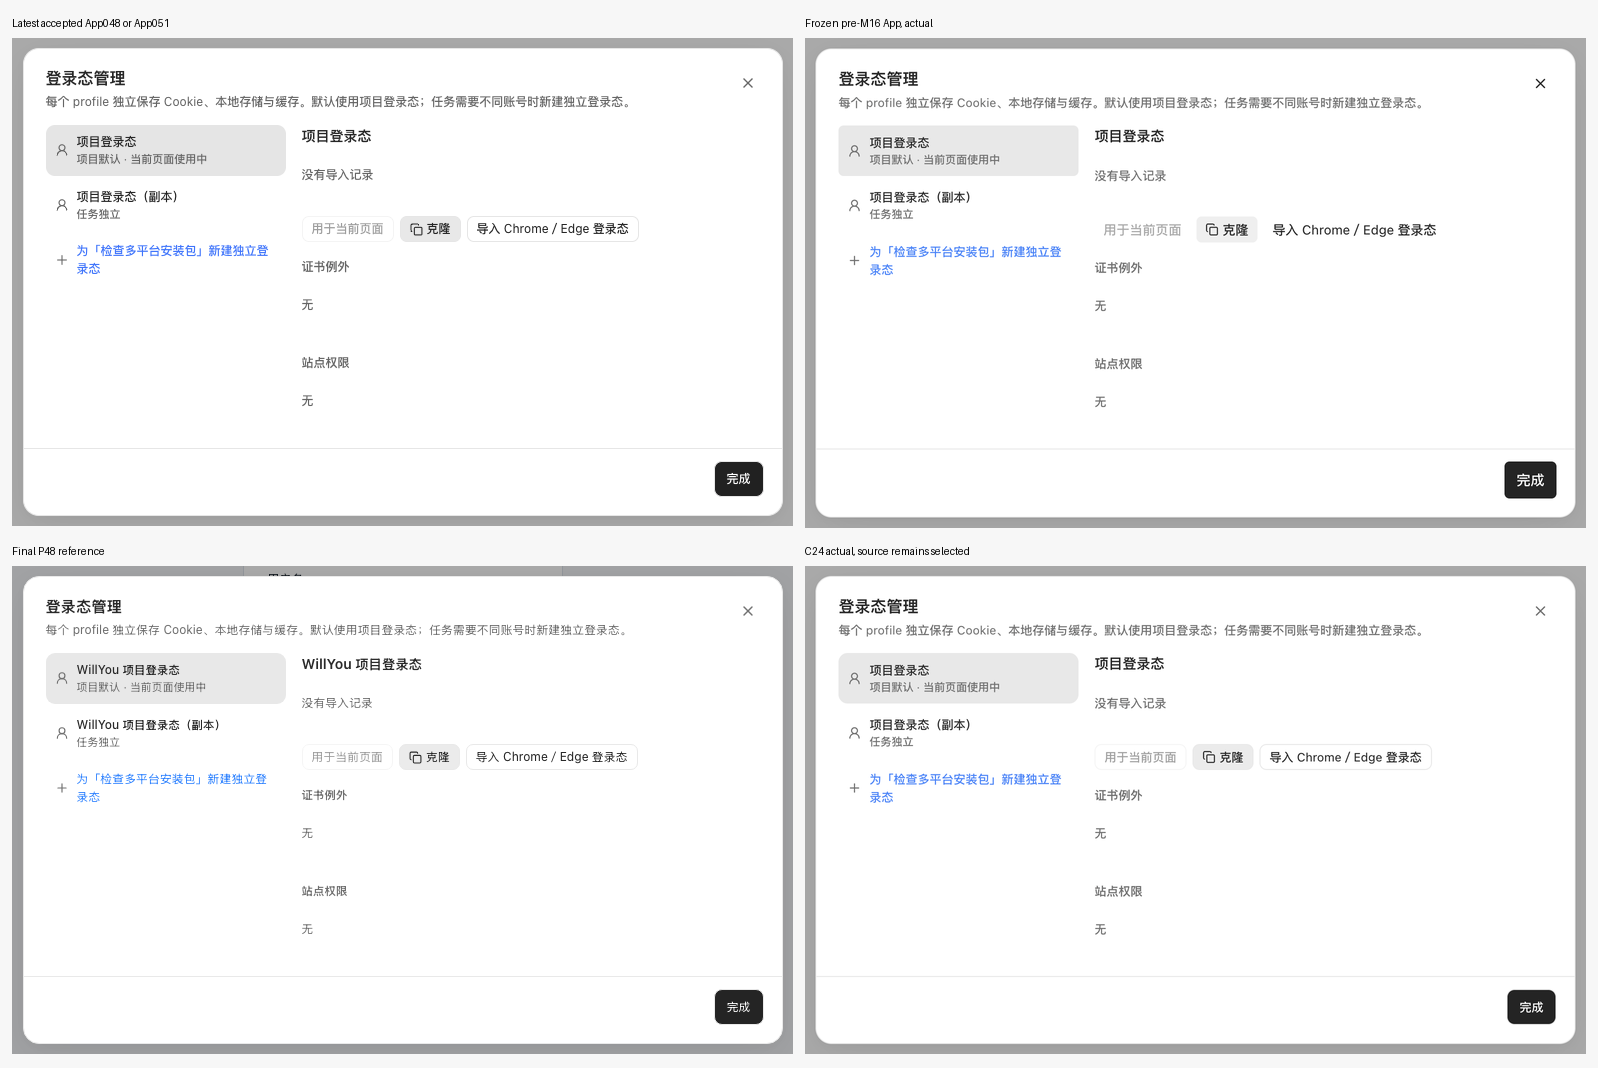 Latest accepted App048 or App051
登录态管理
每个 profile 独立保存 Cookie、本地存储与缓存。默认使用项目登录态；任务需要不同账号时新建独立登录态。
项目登录态
项目默认 · 当前页面使用中
项目登录态（副本）
任务独立
为「检查多平台安装包」新建独立登
录态
项目登录态
没有导入记录
用于当前页面
克隆
导入 Chrome / Edge 登录态
证书例外
无
站点权限
无
完成
Frozen pre-M16 App, actual
登录态管理
每个 profile 独立保存 Cookie、本地存储与缓存。默认使用项目登录态；任务需要不同账号时新建独立登录态。
项目登录态
项目默认 · 当前页面使用中
项目登录态（副本）
任务独立
为「检查多平台安装包」新建独立登
录态
项目登录态
没有导入记录
用于当前页面
克隆
导入 Chrome / Edge 登录态
证书例外
无
站点权限
无
完成
Final P48 reference
登录态管理
每个 profile 独立保存 Cookie、本地存储与缓存。默认使用项目登录态；任务需要不同账号时新建独立登录态。
WillYou 项目登录态
项目默认 · 当前页面使用中
WillYou 项目登录态（副本）
任务独立
为「检查多平台安装包」新建独立登
录态
WillYou 项目登录态
没有导入记录
用于当前页面
克隆
导入 Chrome / Edge 登录态
证书例外
无
站点权限
无
完成
C24 actual, source remains selected
登录态管理
每个 profile 独立保存 Cookie、本地存储与缓存。默认使用项目登录态；任务需要不同账号时新建独立登录态。
项目登录态
项目默认 · 当前页面使用中
项目登录态（副本）
任务独立
为「检查多平台安装包」新建独立登
录态
项目登录态
没有导入记录
用于当前页面
克隆
导入 Chrome / Edge 登录态
证书例外
无
站点权限
无
完成